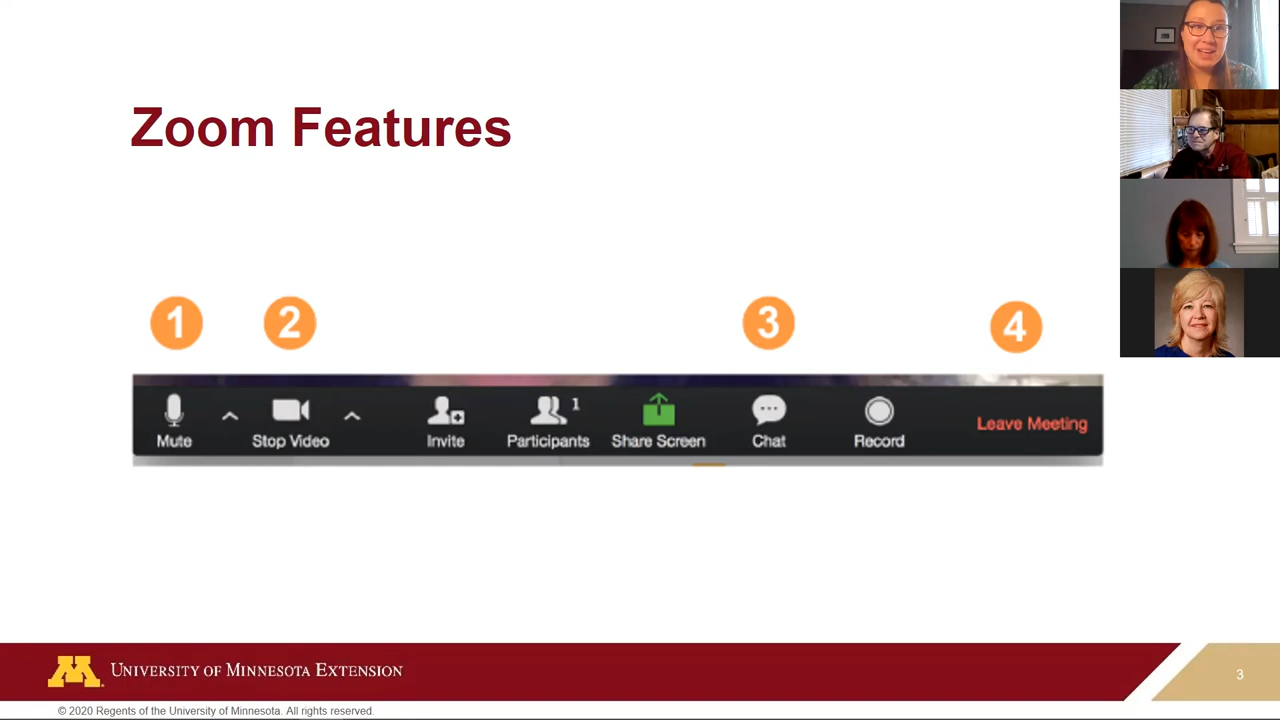 Zoom Features
1 2 3 4
1
Mute Stop Video Invite Participants Share Screen Chat Record Leave Meeting
M UNIVERSITY OF MINNESOTA EXTENSION
3
© 2020 Regents of the University of Minnesota. All rights reserved.